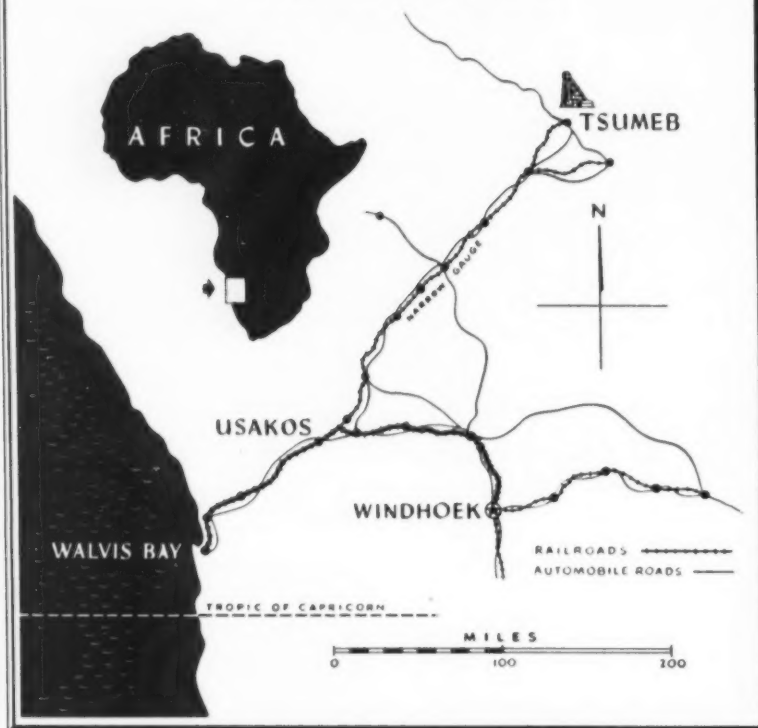 AFRICA
TSUMEB
N
NARROW GAUGE
USAKOS
WINDHOEK
WALVIS BAY
RAILROADS
AUTOMOBILE ROADS
TROPIC OF CAPRICORN
MILES
0 100 200